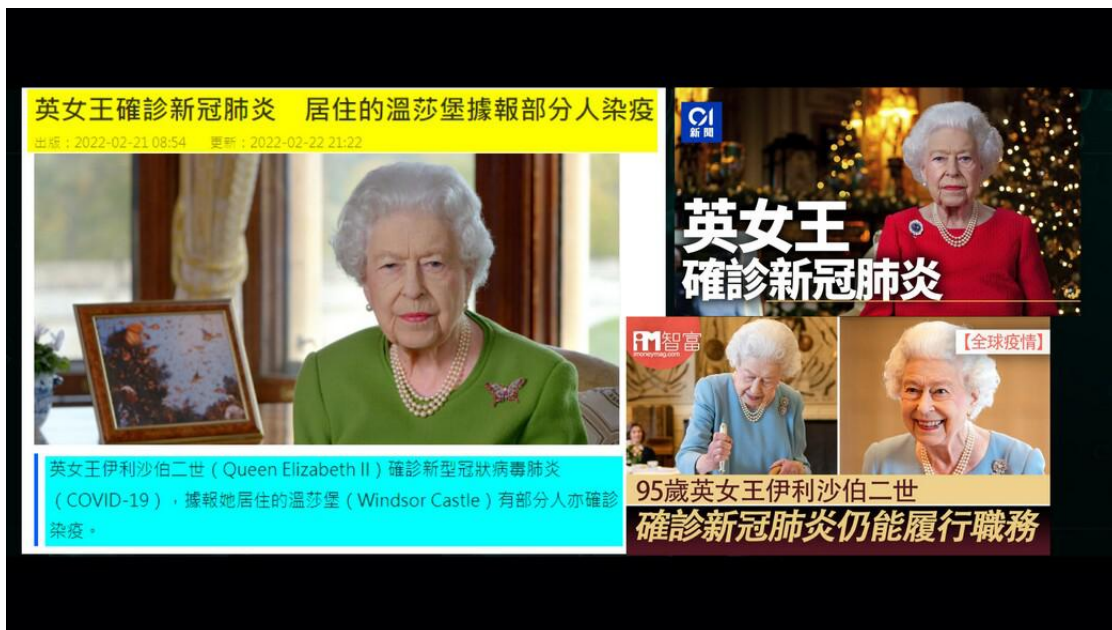 英女王確診新冠肺炎　居住的溫莎堡據報部分人染疫
出版：2022-02-21 08:54　更新：2022-02-22 21:22
英女王伊利沙伯二世（Queen Elizabeth II）確診新型冠狀病毒肺炎
（COVID-19），據報她居住的溫莎堡（Windsor Castle）有部分人亦確診
染疫。
01
新聞
英女王
確診新冠肺炎
iM智富
imoneymag.com
【全球疫情】
95歲英女王伊利沙伯二世
確診新冠肺炎仍能履行職務